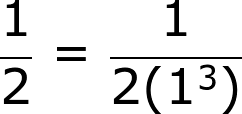 1/2 = 1/2(1³)